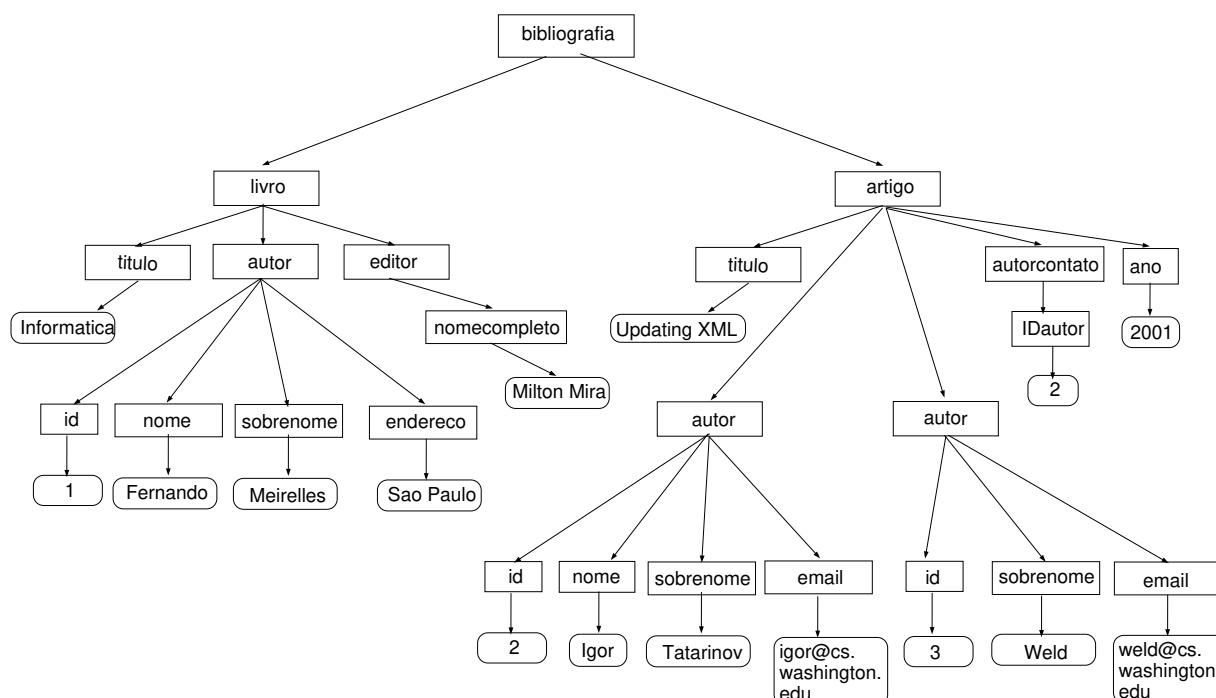 bibliografia
livro
artigo
titulo
autor
editor
titulo
autorcontato
ano
Informatica
nomecompleto
Updating XML
IDautor
2001
Milton Mira
2
id
nome
sobrenome
endereco
autor
autor
1
Fernando
Meirelles
Sao Paulo
id
nome
sobrenome
email
id
sobrenome
email
2
Igor
Tatarinov
igor@cs.
washington.
edu
3
Weld
weld@cs.
washington.
edu